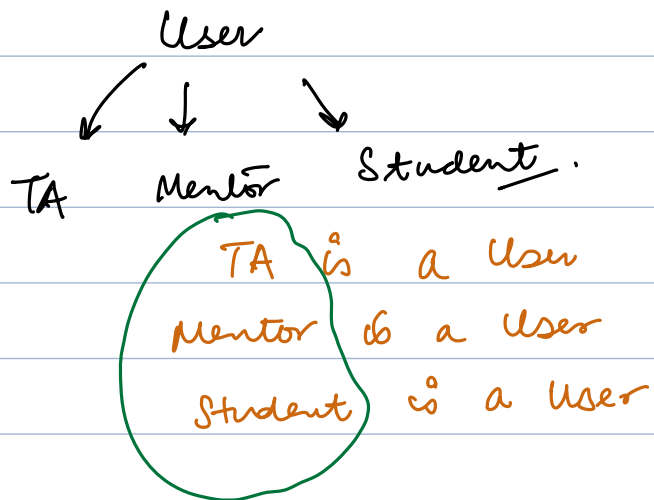 User
TA Mentor Student.
TA is a User
Mentor is a User
Student is a User